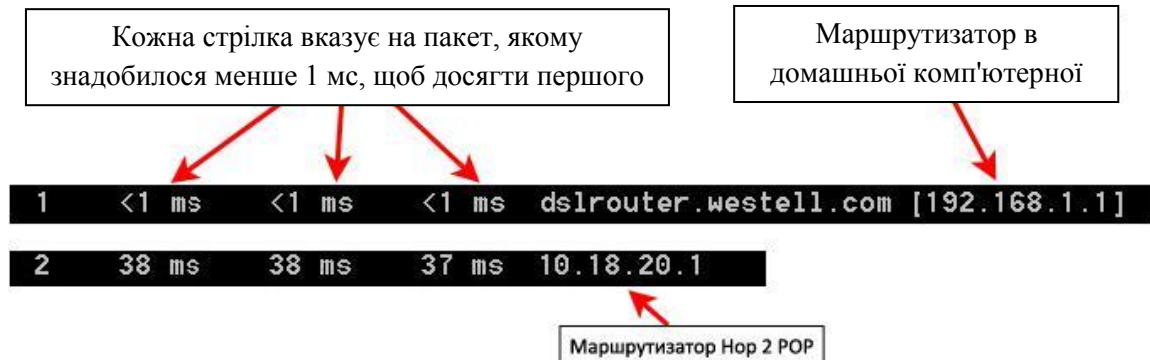 Кожна стрілка вказує на пакет, якому
знадобилося менше 1 мс, щоб досягти першого
Маршрутизатор в
домашньої комп'ютерної
1 <1 ms <1 ms <1 ms dslrouter.westell.com [192.168.1.1]
2 38 ms 38 ms 37 ms 10.18.20.1
Маршрутизатор Hop 2 POP